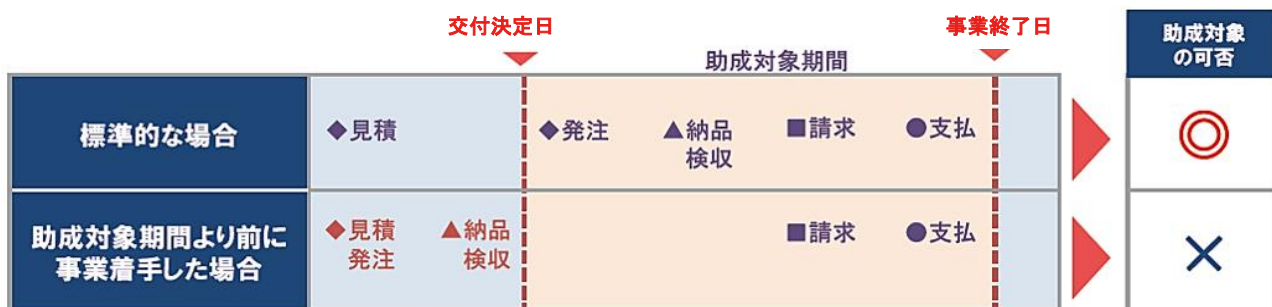 交付決定日
事業終了日
助成対象期間
助成対象
の可否
標準的な場合
◆見積
◆発注
▲納品
検収
■請求
●支払
◎
助成対象期間より前に
事業着手した場合
◆見積
発注
▲納品
検収
■請求
●支払
×